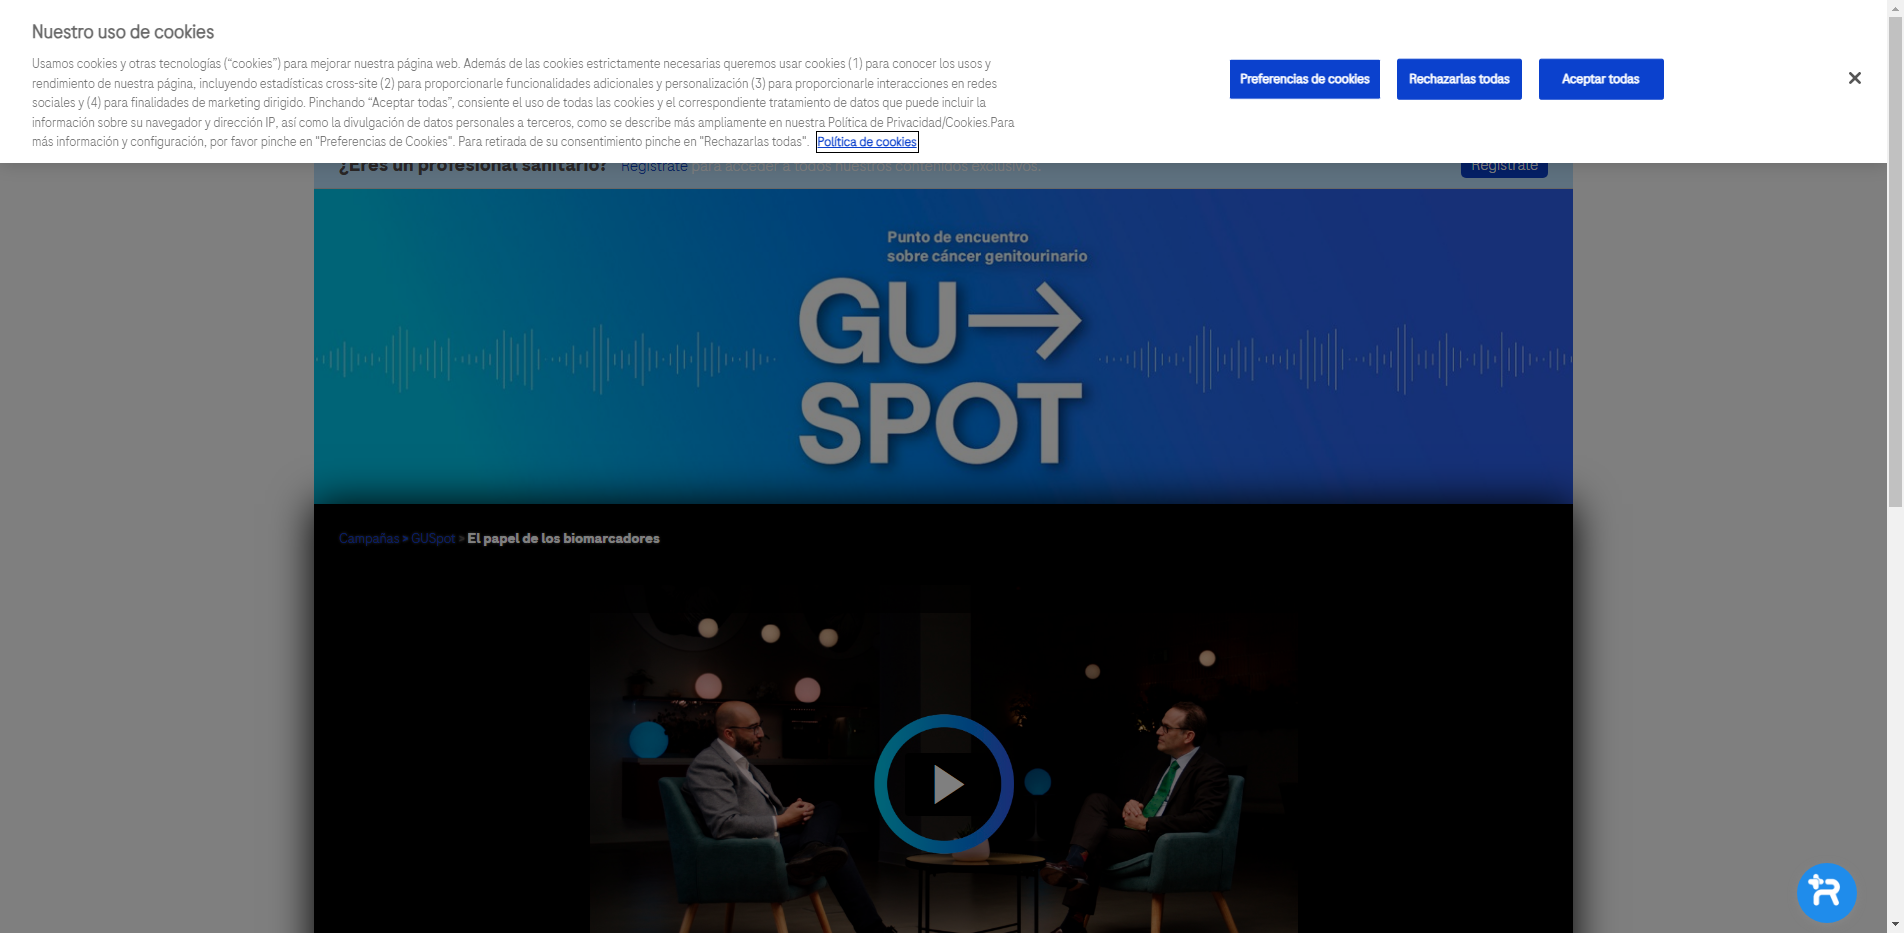 Nuestro uso de cookies
Usamos cookies y otras tecnologías (“cookies”) para mejorar nuestra página web. Además de las cookies estrictamente necesarias queremos usar cookies (1) para conocer los usos y
rendimiento de nuestra página, incluyendo estadísticas cross-site (2) para proporcionarle funcionalidades adicionales y personalización (3) para proporcionarle interacciones en redes
sociales y (4) para finalidades de marketing dirigido. Pinchando “Aceptar todas”, consiente el uso de todas las cookies y el correspondiente tratamiento de datos que puede incluir la
información sobre su navegador y dirección IP, así como la divulgación de datos personales a terceros, como se describe más ampliamente en nuestra Política de Privacidad/Cookies.Para
más información y configuración, por favor pinche en "Preferencias de Cookies". Para retirada de su consentimiento pinche en "Rechazarlas todas". Política de cookies
Preferencias de cookies
Rechazarlas todas
Aceptar todas
¿Eres un profesional sanitario? Regístrate para acceder a todos nuestros contenidos exclusivos.
Regístrate
Punto de encuentro
sobre cáncer genitourinario
GU
SPOT
Campañas » GUSpot » El papel de los biomarcadores